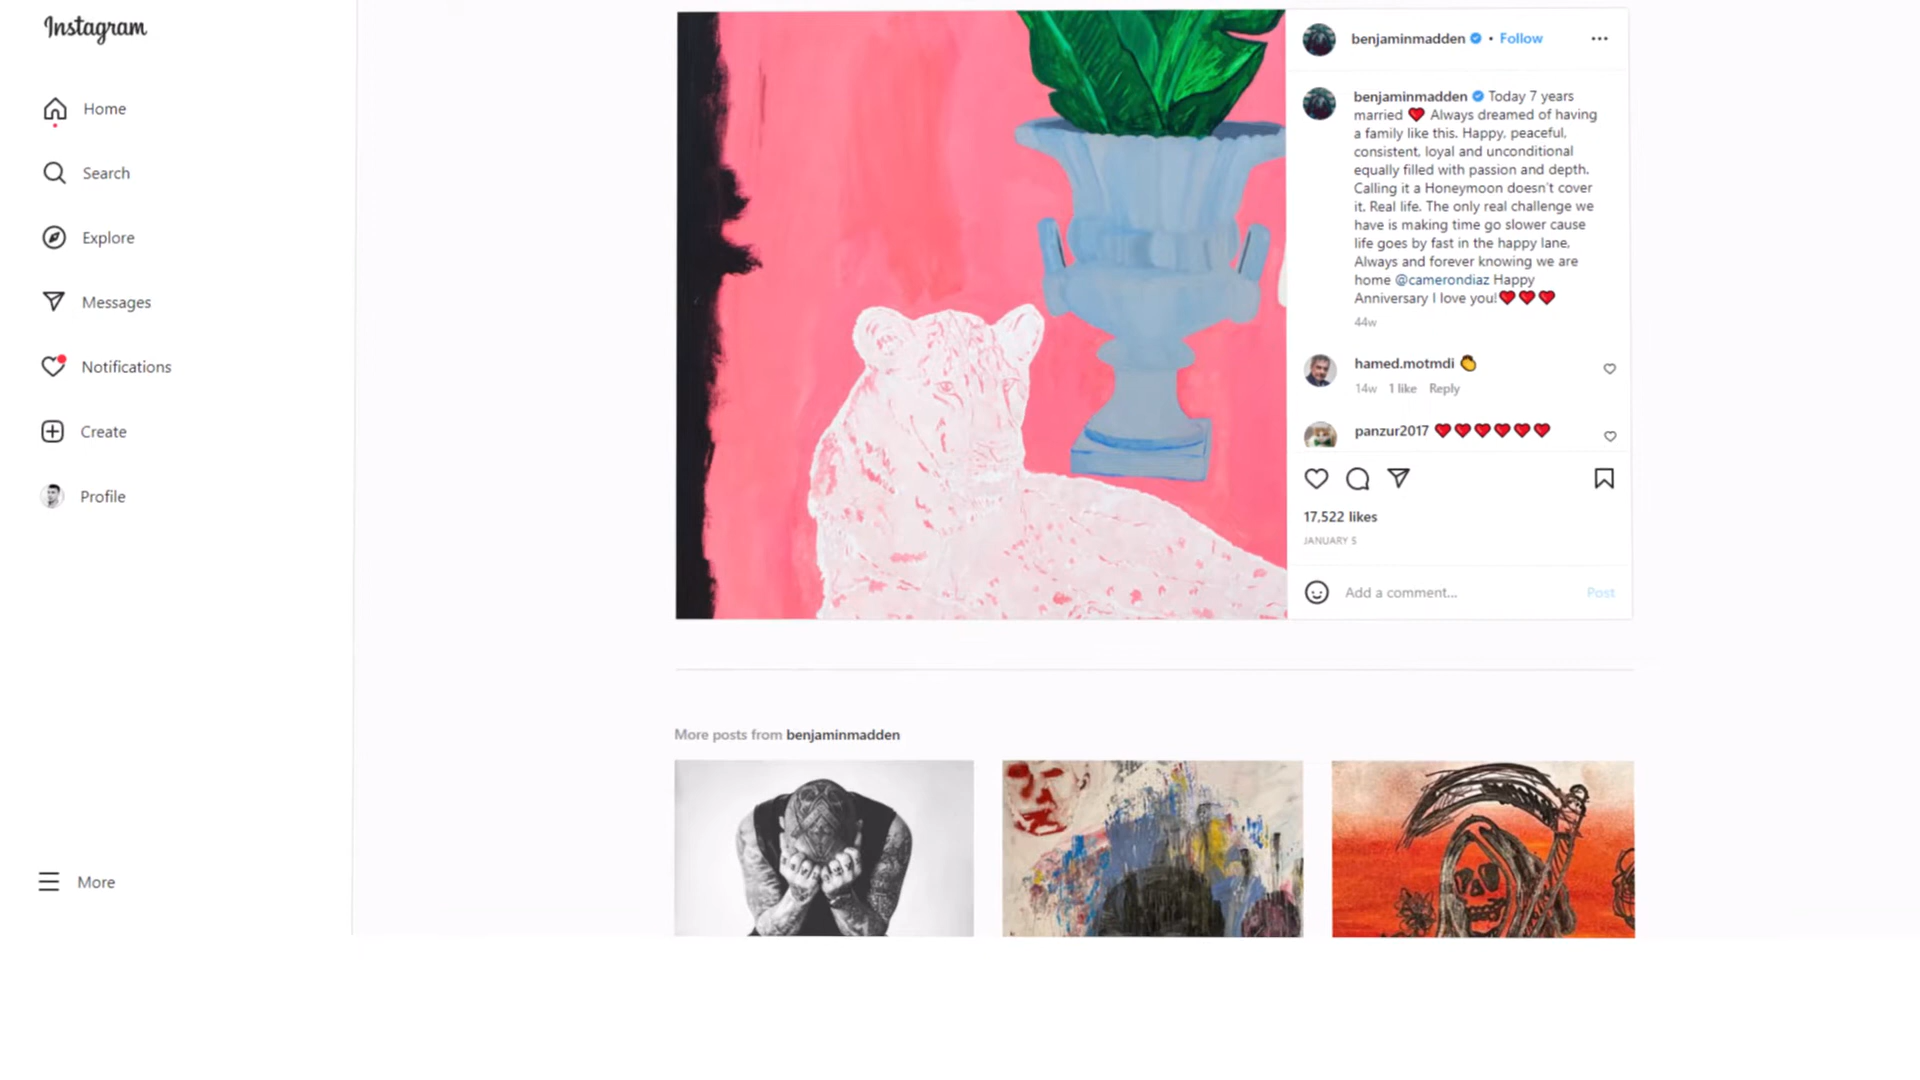 Instagram
Home
Search
Explore
Messages
Notifications
Create
Profile
More
benjaminmadden • Follow
benjaminmadden Today 7 years
married ❤️ Always dreamed of having
a family like this. Happy, peaceful,
consistent, loyal and unconditional
equally filled with passion and depth.
Calling it a Honeymoon doesn't cover
it. Real life. The only real challenge we
have is making time go slower cause
life goes by fast in the happy lane,
Always and forever knowing we are
home @camerondiaz Happy
Anniversary I love you!❤️❤️❤️
44w
hamed.motmdi 👏
14w 1 like Reply
panzur2017 ❤️❤️❤️❤️❤️❤️
17,522 likes
JANUARY 5
Add a comment... Post
More posts from benjaminmadden